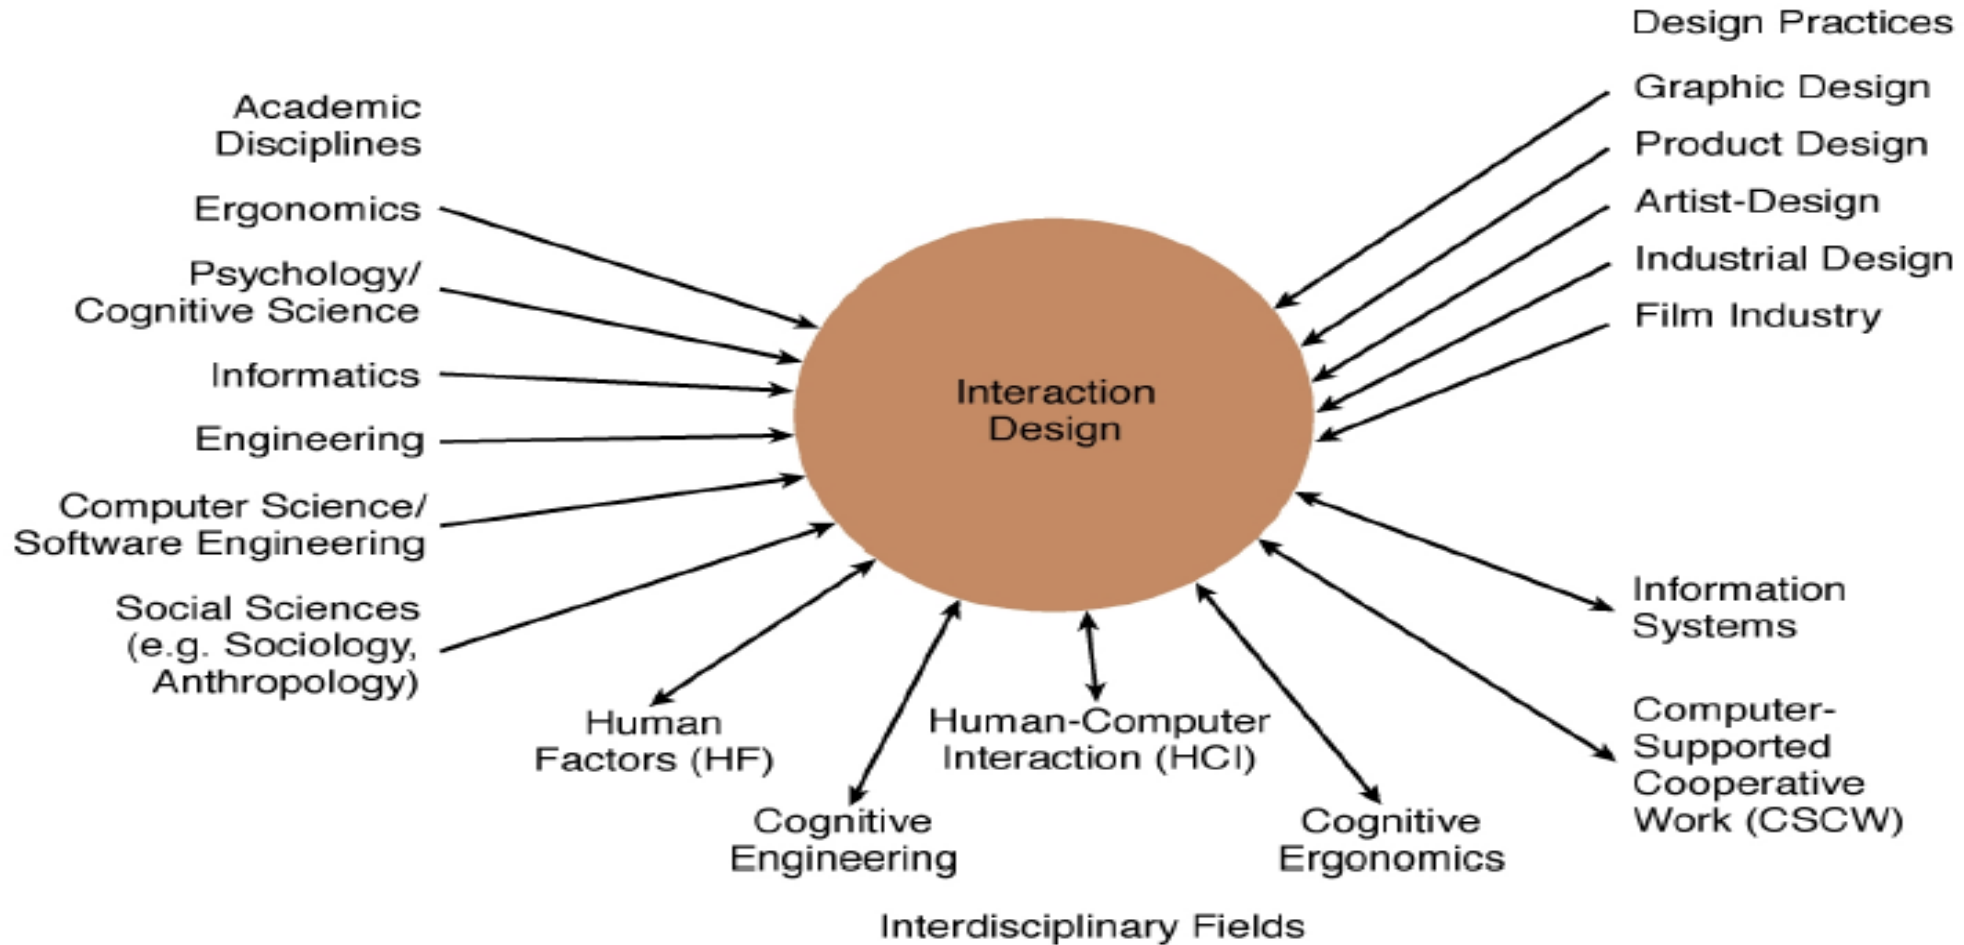 Academic
Disciplines
Ergonomics
Psychology/
Cognitive Science
Informatics
Engineering
Computer Science/
Software Engineering
Social Sciences
(e.g. Sociology,
Anthropology)
Design Practices
Graphic Design
Product Design
Artist-Design
Industrial Design
Film Industry
Interaction
Design
Human
Factors (HF)
Cognitive
Engineering
Human-Computer
Interaction (HCI)
Cognitive
Ergonomics
Information
Systems
Computer-
Supported
Cooperative
Work (CSCW)
Interdisciplinary Fields